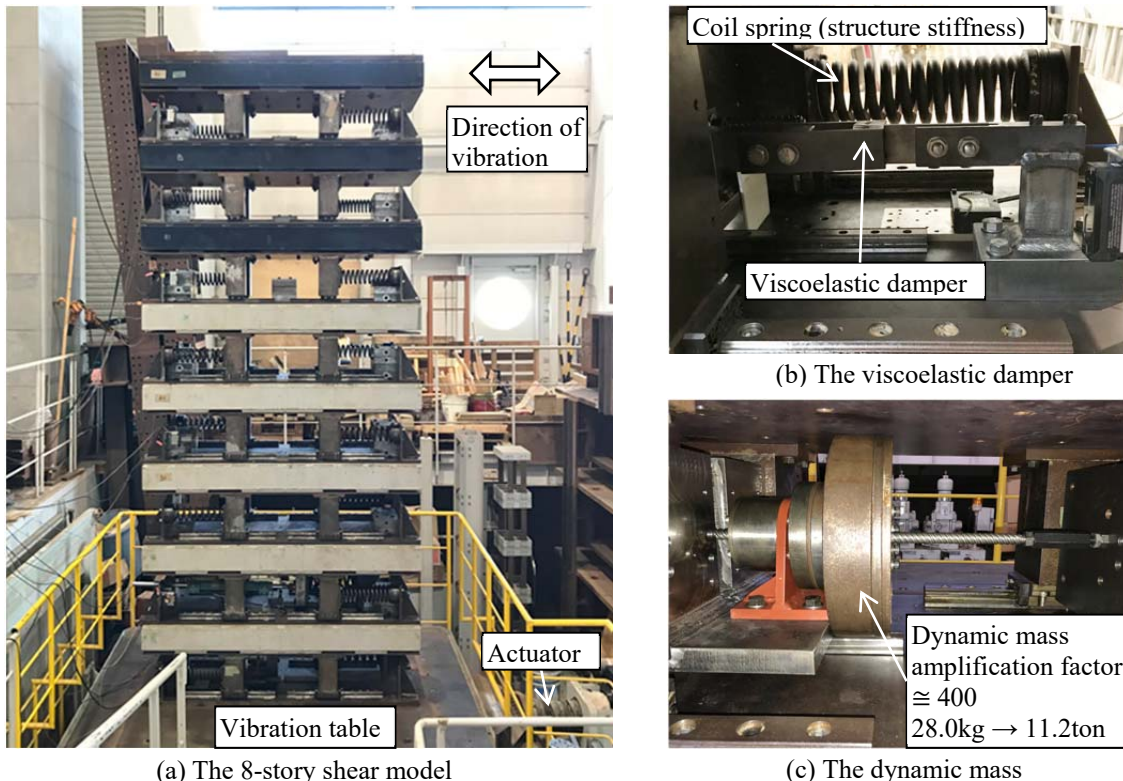 Direction of
vibration
Actuator
Vibration table
(a) The 8-story shear model
Coil spring (structure stiffness)
Viscoelastic damper
(b) The viscoelastic damper
Dynamic mass
amplification factor
≅ 400
28.0kg → 11.2ton
(c) The dynamic mass